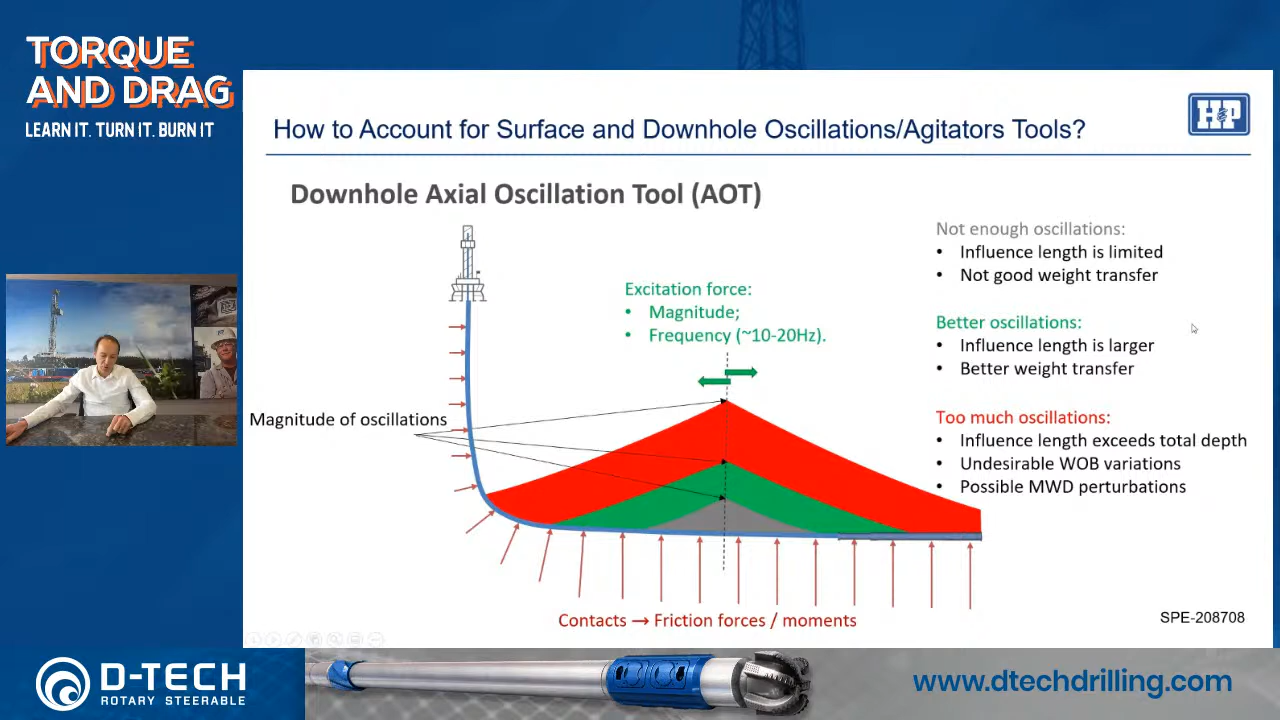 TORQUE
AND DRAG
LEARN IT. TURN IT. BURN IT
How to Account for Surface and Downhole Oscillations/Agitators Tools?
H&P
Downhole Axial Oscillation Tool (AOT)
Excitation force:
• Magnitude;
• Frequency (~10-20Hz).
Magnitude of oscillations
Not enough oscillations:
• Influence length is limited
• Not good weight transfer
Better oscillations:
• Influence length is larger
• Better weight transfer
Too much oscillations:
• Influence length exceeds total depth
• Undesirable WOB variations
• Possible MWD perturbations
Contacts → Friction forces / moments
SPE-208708
D-TECH
ROTARY STEERABLE
www.dtechdrilling.com